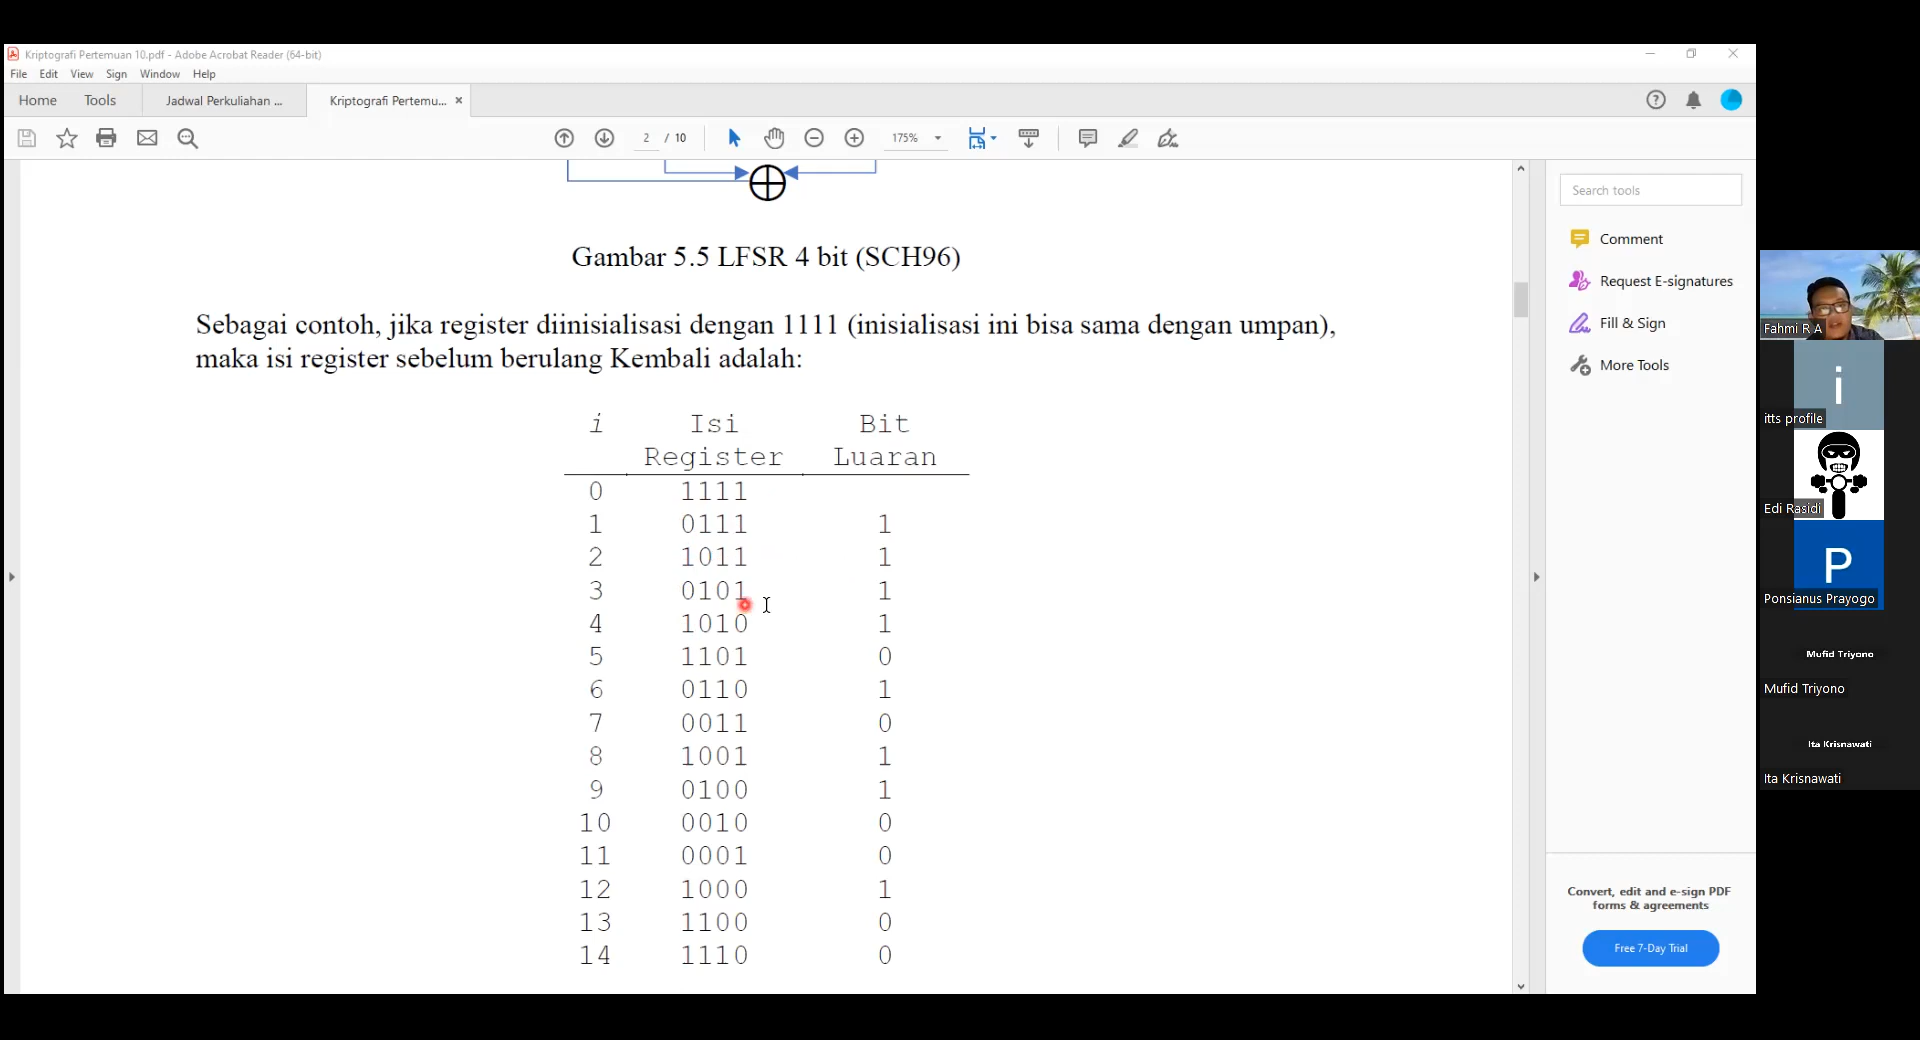 Kriptografi Pertemuan 10.pdf - Adobe Acrobat Reader (64-bit)
File Edit View Sign Window Help
Home Tools Jadwal Perkuliahan ... Kriptografi Pertemu... ×
2 / 10 175%
Gambar 5.5 LFSR 4 bit (SCH96)
Sebagai contoh, jika register diinisialisasi dengan 1111 (inisialisasi ini bisa sama dengan umpan),
maka isi register sebelum berulang Kembali adalah:
i Isi Bit
Register Luaran
0 1111
1 0111 1
2 1011 1
3 0101 1
4 1010 1
5 1101 0
6 0110 1
7 0011 0
8 1001 1
9 0100 1
10 0010 0
11 0001 0
12 1000 1
13 1100 0
14 1110 0
Search tools
Comment
Request E-signatures
Fill & Sign
More Tools
Convert, edit and e-sign PDF
forms & agreements
Free 7-Day Trial
Fahmi R A
i
itts profile
Edi Rasidi
P
Ponsianus Prayogo
Mufid Triyono
Mufid Triyono
Ita Krisnawati
Ita Krisnawati